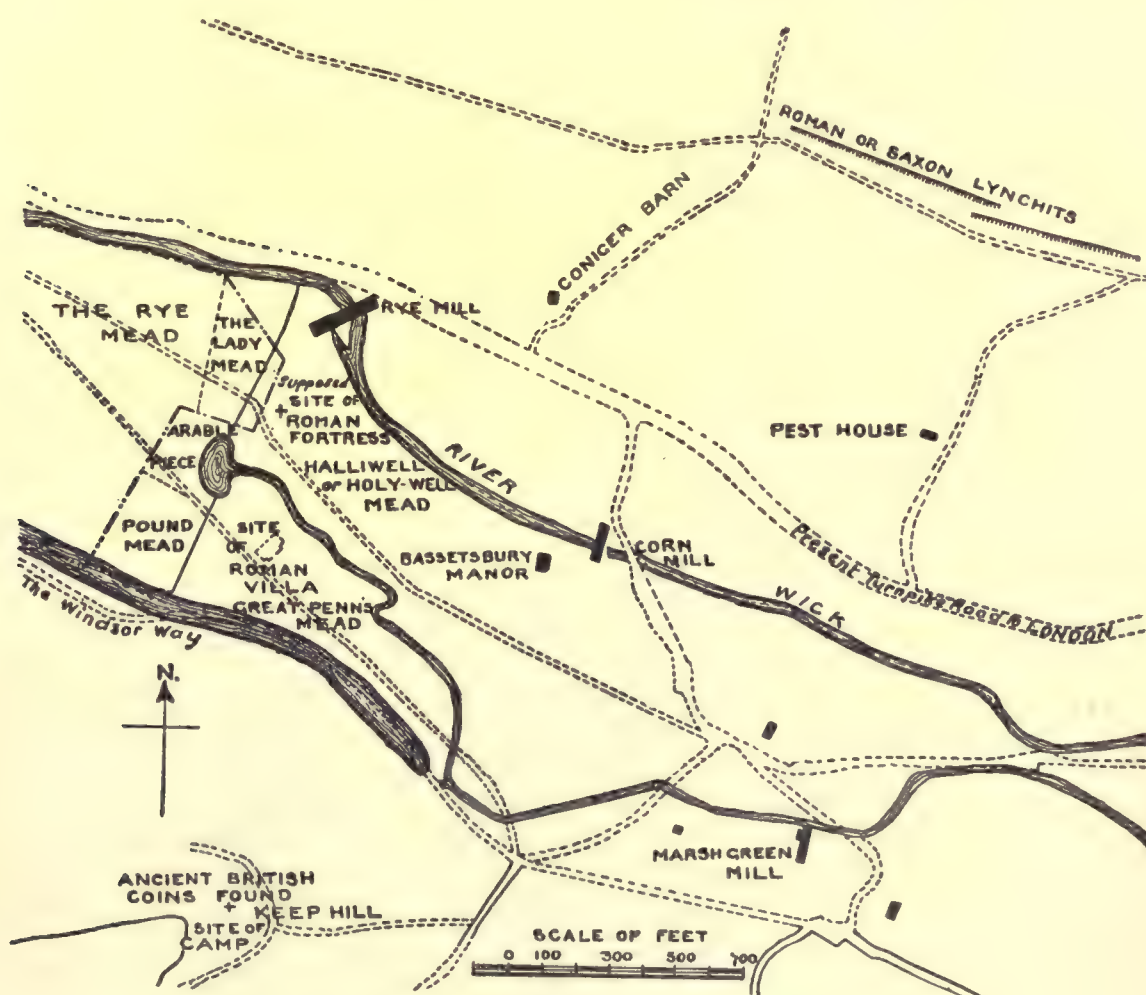 ROMAN OR SAXON LYNCHITS
CONIGER BARN
THE RYE
MEAD
THE
LADY
MEAD
RYE MILL
Supposed
SITE OF
ROMAN
FORTRESS
ARABLE
PIECE
HALLIWELL
or HOLY-WELL
MEAD
RIVER
PEST HOUSE
POUND
MEAD
SITE
OF
ROMAN
VILLA
GREAT PENNS
MEAD
BASSETSBURY
MANOR
CORN
MILL
WICK
Present Turnpike Road to LONDON
The Windsor Way
N.
MARSH GREEN
MILL
ANCIENT BRITISH
COINS FOUND
KEEP HILL
SITE OF
CAMP
SCALE OF FEET
0 100 300 500 700